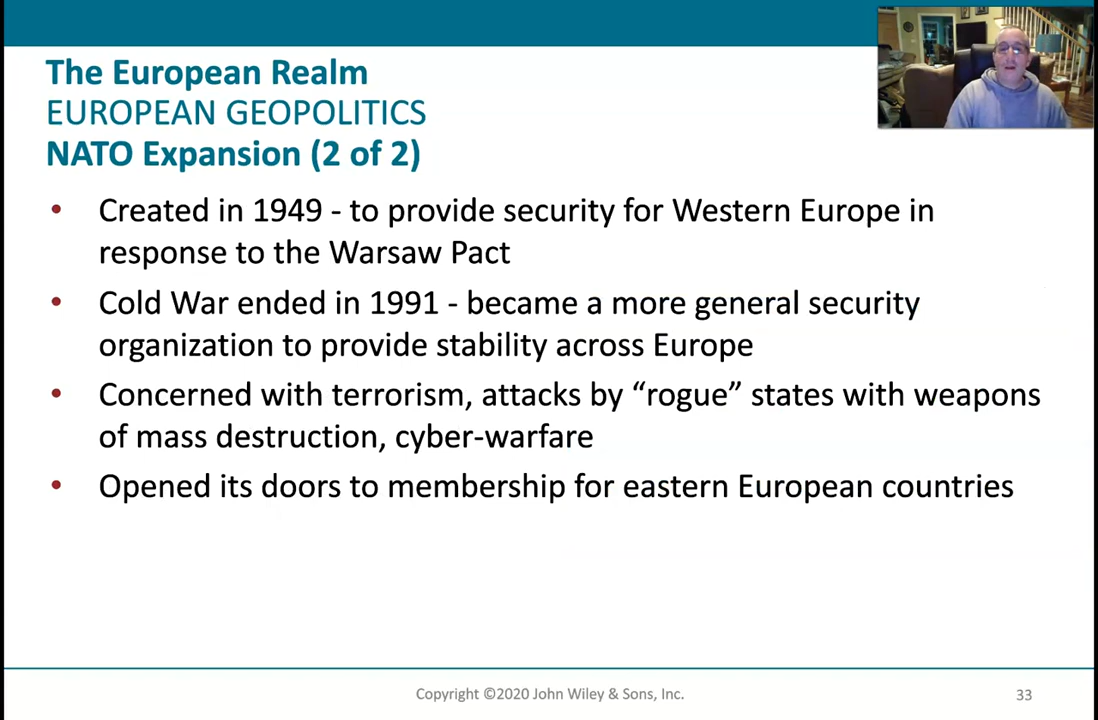 The European Realm
EUROPEAN GEOPOLITICS
NATO Expansion (2 of 2)
• Created in 1949 - to provide security for Western Europe in
response to the Warsaw Pact
• Cold War ended in 1991 - became a more general security
organization to provide stability across Europe
• Concerned with terrorism, attacks by “rogue” states with weapons
of mass destruction, cyber-warfare
• Opened its doors to membership for eastern European countries
Copyright ©2020 John Wiley & Sons, Inc.
33